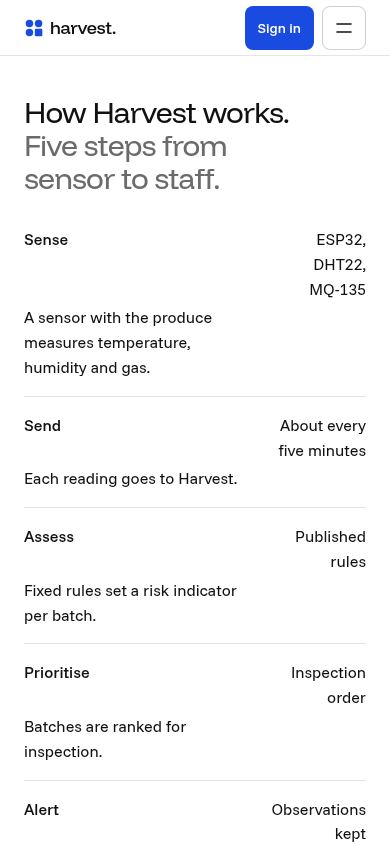 harvest.
Sign in
How Harvest works.
Five steps from
sensor to staff.
Sense
ESP32,
DHT22,
MQ-135
A sensor with the produce
measures temperature,
humidity and gas.
Send
About every
five minutes
Each reading goes to Harvest.
Assess
Published
rules
Fixed rules set a risk indicator
per batch.
Prioritise
Inspection
order
Batches are ranked for
inspection.
Alert
Observations
kept